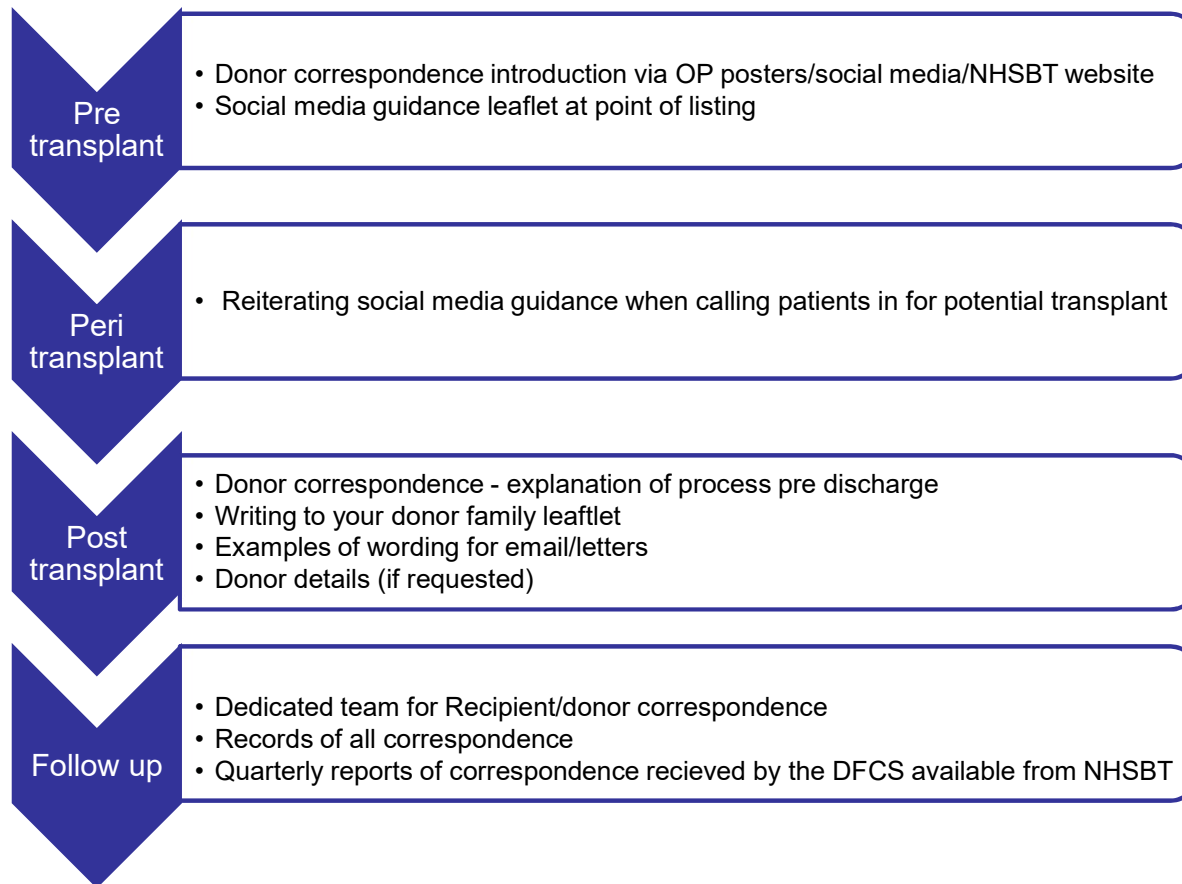 Pre
transplant
• Donor correspondence introduction via OP posters/social media/NHSBT website
• Social media guidance leaflet at point of listing
Peri
transplant
• Reiterating social media guidance when calling patients in for potential transplant
Post
transplant
• Donor correspondence - explanation of process pre discharge
• Writing to your donor family leaftlet
• Examples of wording for email/letters
• Donor details (if requested)
Follow up
• Dedicated team for Recipient/donor correspondence
• Records of all correspondence
• Quarterly reports of correspondence recieved by the DFCS available from NHSBT